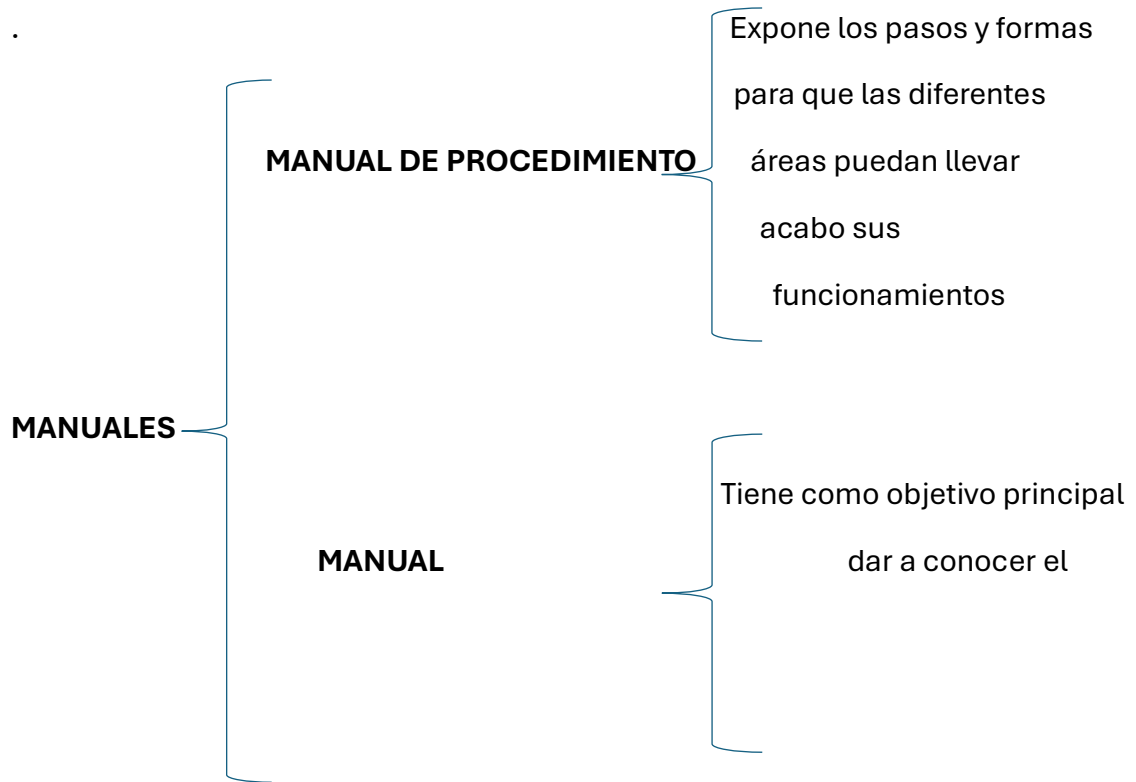 .
Expone los pasos y formas
para que las diferentes
MANUAL DE PROCEDIMIENTO áreas puedan llevar
acabo sus
funcionamientos
MANUALES
Tiene como objetivo principal
MANUAL dar a conocer el